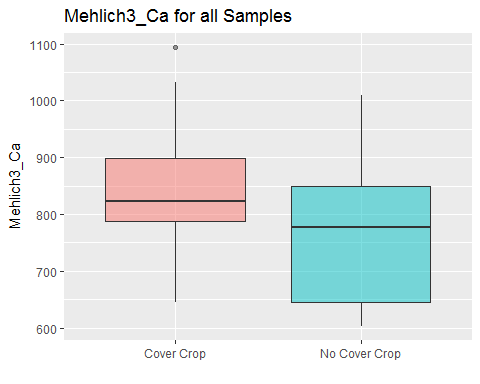 Mehlich3_Ca for all Samples
Mehlich3_Ca
1100
1000
900
800
700
600
Cover Crop
No Cover Crop